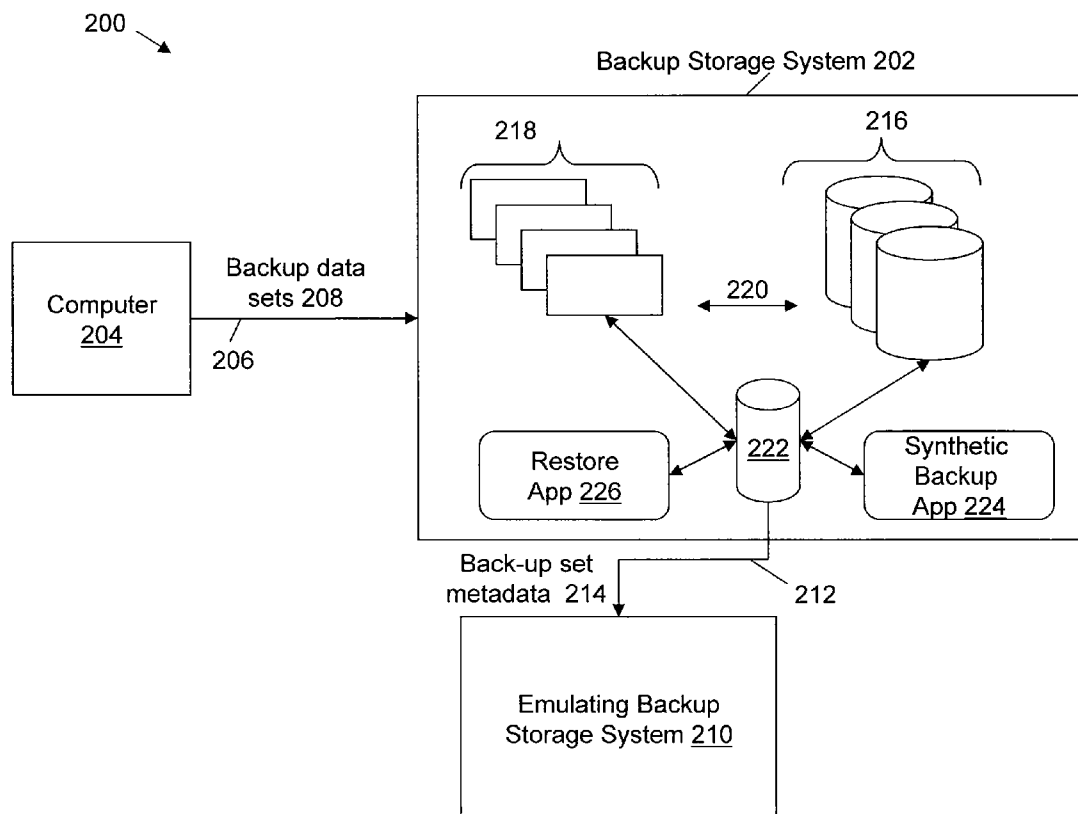 200
Backup Storage System 202
218
216
Backup data
sets 208
Computer
204
206
220
222
Restore
App 226
Synthetic
Backup
App 224
Back-up set
metadata 214
212
Emulating Backup
Storage System 210